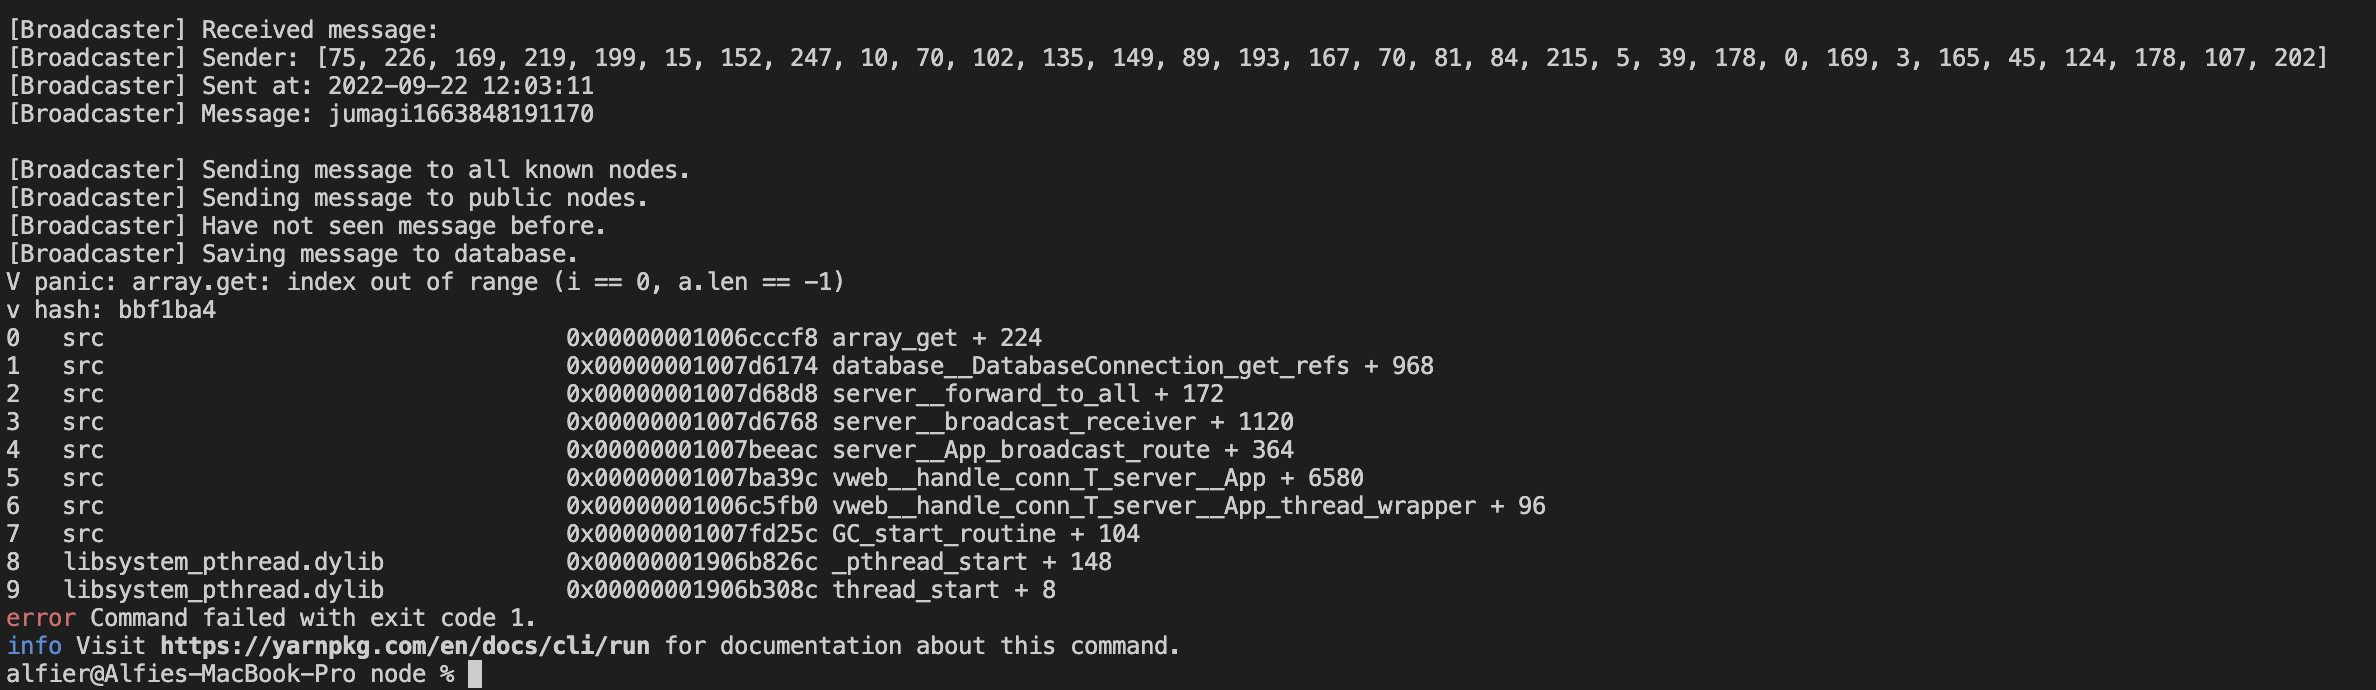 [Broadcaster] Received message:
[Broadcaster] Sender: [75, 226, 169, 219, 199, 15, 152, 247, 10, 70, 102, 135, 149, 89, 193, 167, 70, 81, 84, 215, 5, 39, 178, 0, 169, 3, 165, 45, 124, 178, 107, 202]
[Broadcaster] Sent at: 2022-09-22 12:03:11
[Broadcaster] Message: jumagi1663848191170
[Broadcaster] Sending message to all known nodes.
[Broadcaster] Sending message to public nodes.
[Broadcaster] Have not seen message before.
[Broadcaster] Saving message to database.
V panic: array.get: index out of range (i == 0, a.len == -1)
v hash: bbf1ba4
0   src                                 0x00000001006cccf8 array_get + 224
1   src                                 0x00000001007d6174 database__DatabaseConnection_get_refs + 968
2   src                                 0x00000001007d68d8 server__forward_to_all + 172
3   src                                 0x00000001007d6768 server__broadcast_receiver + 1120
4   src                                 0x00000001007beeac server__App_broadcast_route + 364
5   src                                 0x00000001007ba39c vweb__handle_conn_T_server__App + 6580
6   src                                 0x00000001006c5fb0 vweb__handle_conn_T_server__App_thread_wrapper + 96
7   src                                 0x00000001007fd25c GC_start_routine + 104
8   libsystem_pthread.dylib             0x00000001906b826c _pthread_start + 148
9   libsystem_pthread.dylib             0x00000001906b308c thread_start + 8
error Command failed with exit code 1.
info Visit https://yarnpkg.com/en/docs/cli/run for documentation about this command.
alfier@Alfies-MacBook-Pro node %